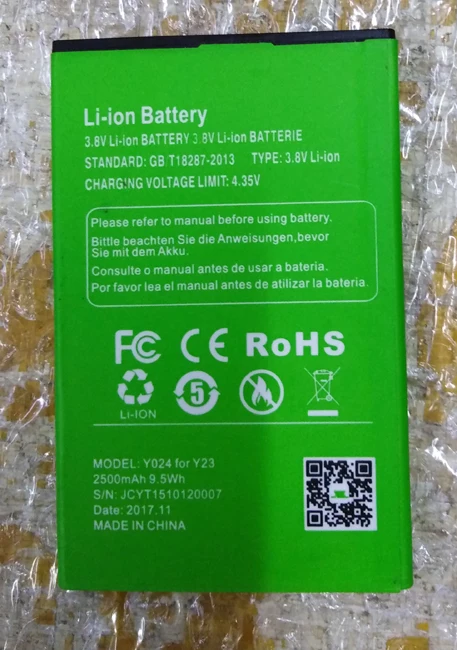 Li-ion Battery
3.8V Li-ion BATTERY 3.8V Li-ion BATTERIE
STANDARD: GB T18287-2013 TYPE: 3.8V Li-ion
CHARGING VOLTAGE LIMIT: 4.35V
Please refer to manual before using battery.
Bittle beachten Sie die Anweisungen,bevor
Sie mit dem Akku.
Consulte o manual antes de usar a bateria.
Por favor lea el manual antes de utilizar la bateria.
FC CE RoHS
5
Li-ION
MODEL: Y024 for Y23
2500mAh 9.5Wh
S/N: JCYT1510120007
Date: 2017.11
MADE IN CHINA